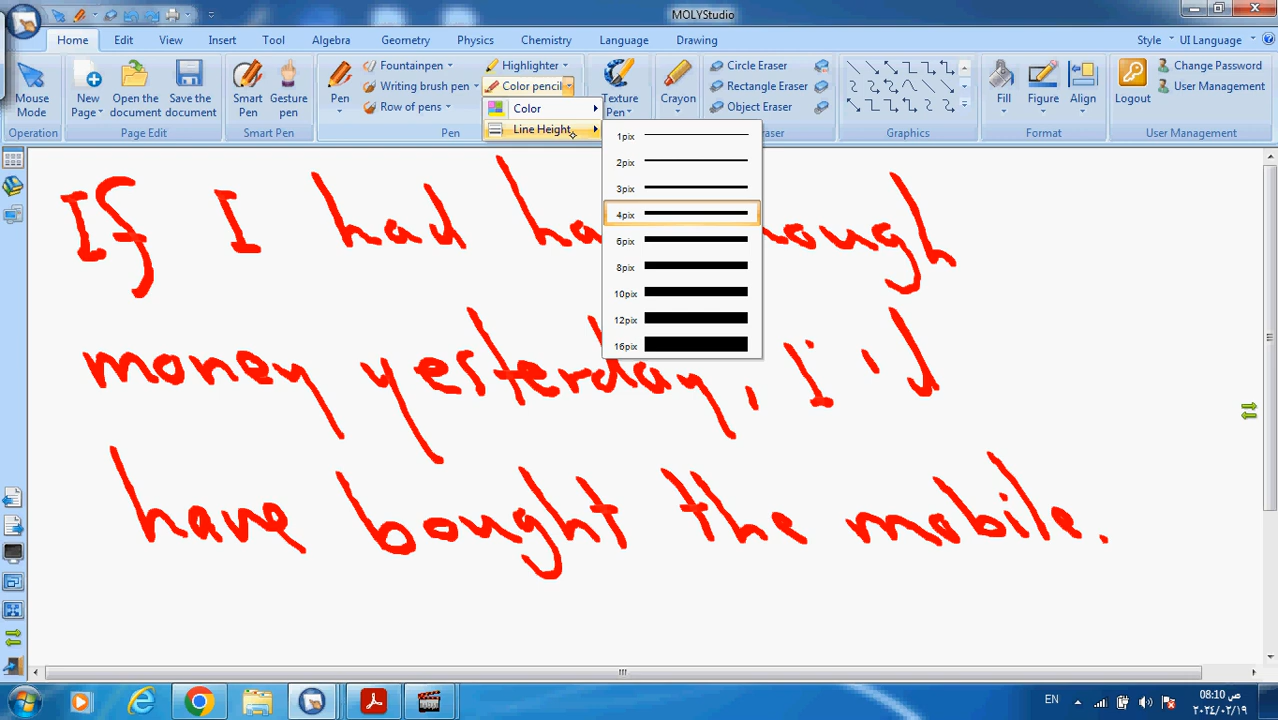 MOLYStudio
Home Edit View Insert Tool Algebra Geometry Physics Chemistry Language Drawing Style UI Language
Fountainpen Highlighter Circle Eraser Change Password
Writing brush pen Color pencil Rectangle Eraser User Management
Row of pens Object Eraser
Mouse Mode New Page Open the document Save the document Smart Pen Gesture pen Pen Texture Pen Crayon Fill Figure Align Logout
Operation Page Edit Smart Pen Pen Graphics Format User Management
Color
Line Height
1pix
2pix
3pix
4pix
6pix
8pix
10pix
12pix
16pix
If I had
money yesterday, I'd
have bought the mobile.
EN
08:10 ص
٢٠٢٤/٠٢/١٩